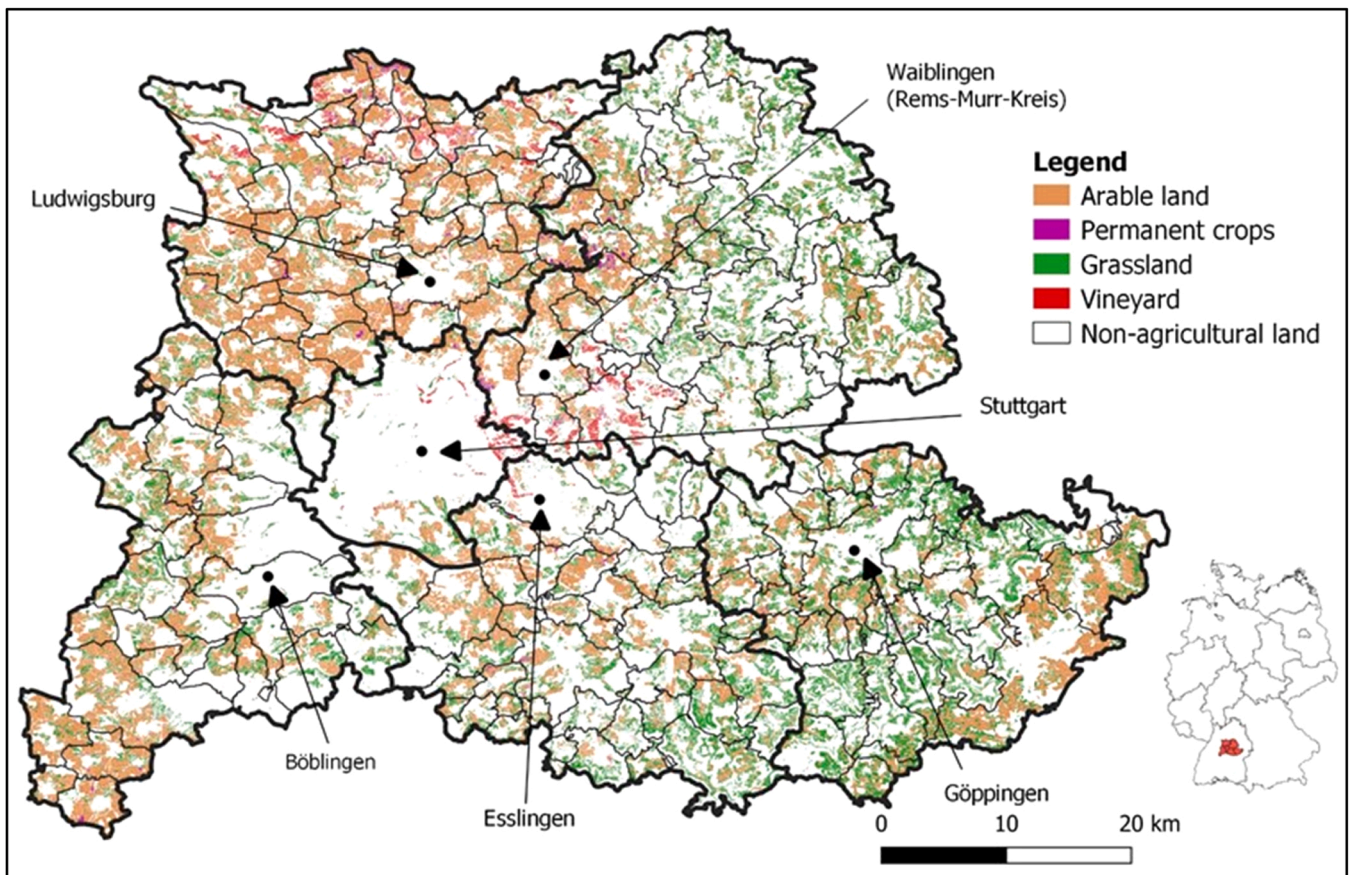 Waiblingen
(Rems-Murr-Kreis)
Ludwigsburg
Legend
Arable land
Permanent crops
Grassland
Vineyard
Non-agricultural land
Stuttgart
Böblingen
Esslingen
Göppingen
0 10 20 km